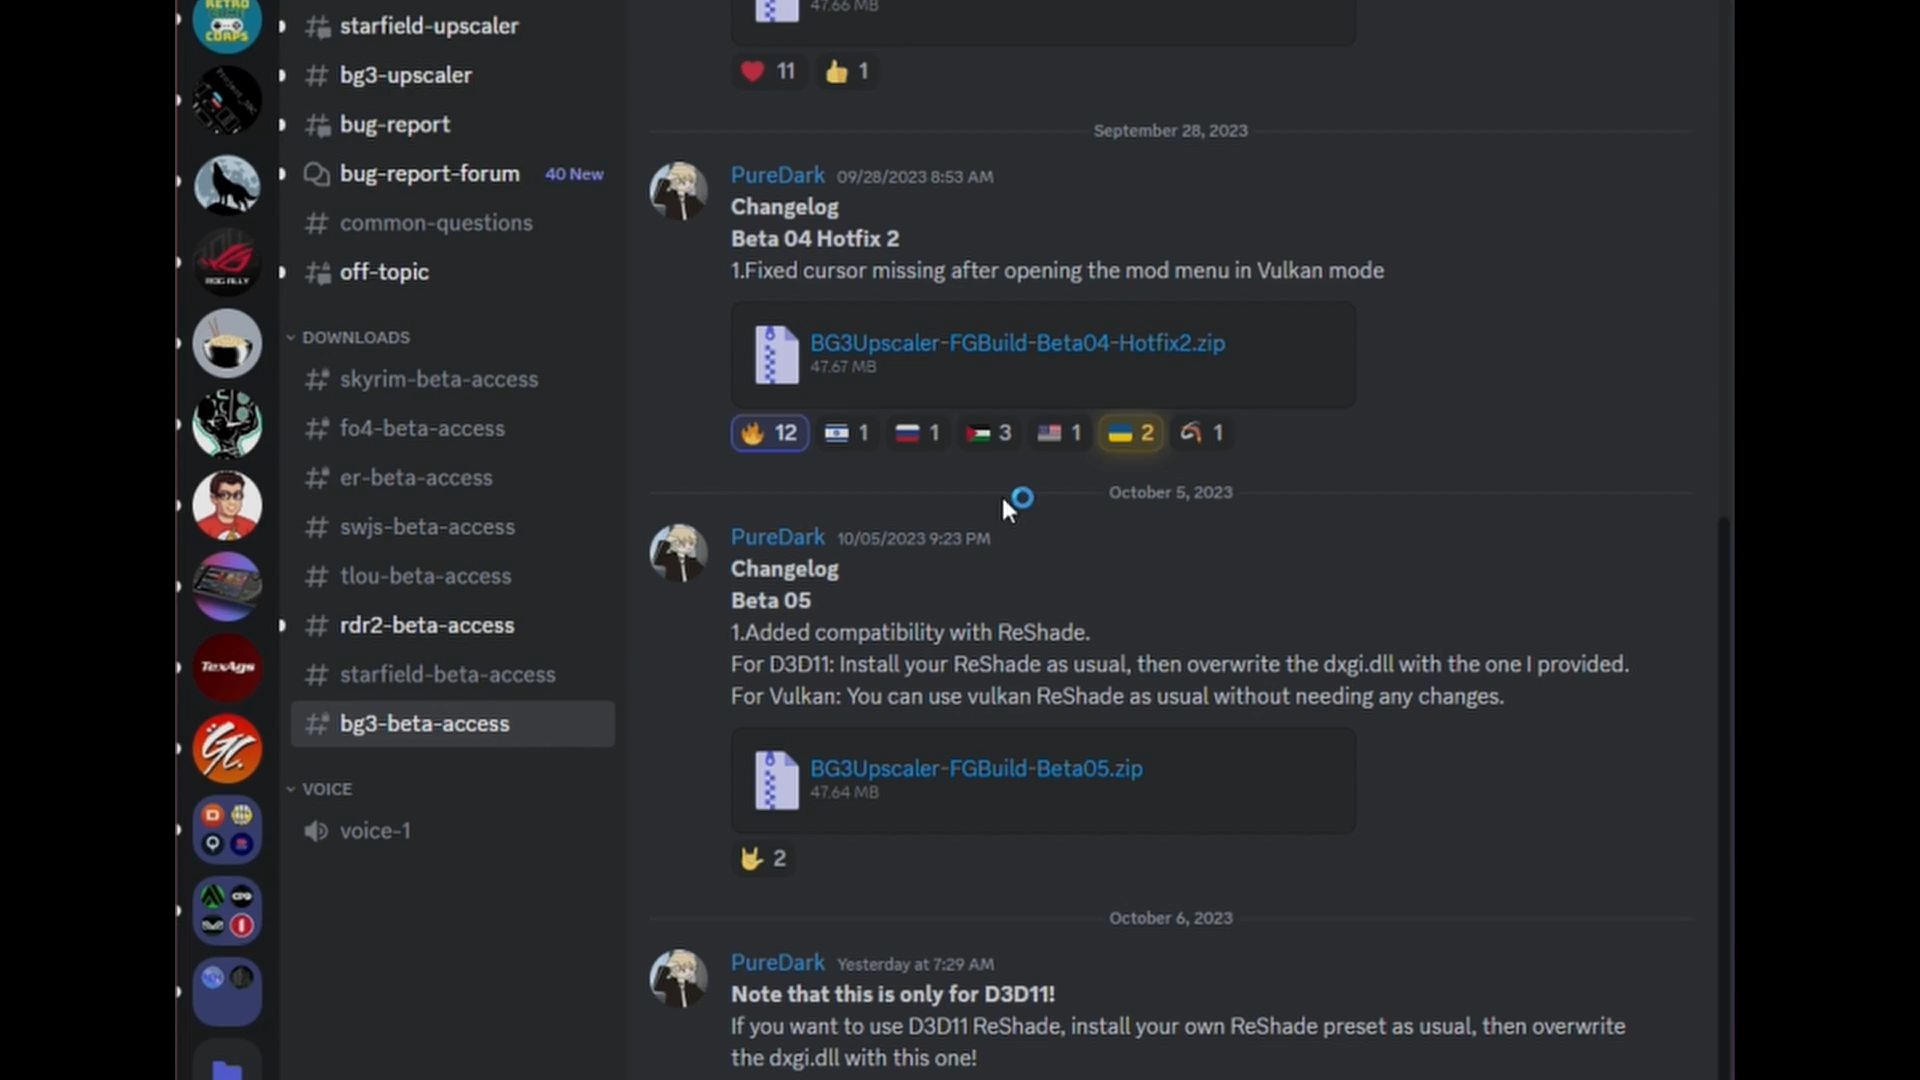 RETRO
CORPS
starfield-upscaler
bg3-upscaler
bug-report
bug-report-forum 40 New
common-questions
off-topic
ROG ALLY
DOWNLOADS
skyrim-beta-access
fo4-beta-access
er-beta-access
swjs-beta-access
tlou-beta-access
rdr2-beta-access
TexAgs
starfield-beta-access
bg3-beta-access
GC
VOICE
voice-1
47.66 MB
11 1
September 28, 2023
PureDark 09/28/2023 8:53 AM
Changelog
Beta 04 Hotfix 2
1.Fixed cursor missing after opening the mod menu in Vulkan mode
BG3Upscaler-FGBuild-Beta04-Hotfix2.zip
47.67 MB
12 1 1 3 1 2 1
October 5, 2023
PureDark 10/05/2023 9:23 PM
Changelog
Beta 05
1.Added compatibility with ReShade.
For D3D11: Install your ReShade as usual, then overwrite the dxgi.dll with the one I provided.
For Vulkan: You can use vulkan ReShade as usual without needing any changes.
BG3Upscaler-FGBuild-Beta05.zip
47.64 MB
2
October 6, 2023
PureDark Yesterday at 7:29 AM
Note that this is only for D3D11!
If you want to use D3D11 ReShade, install your own ReShade preset as usual, then overwrite
the dxgi.dll with this one!